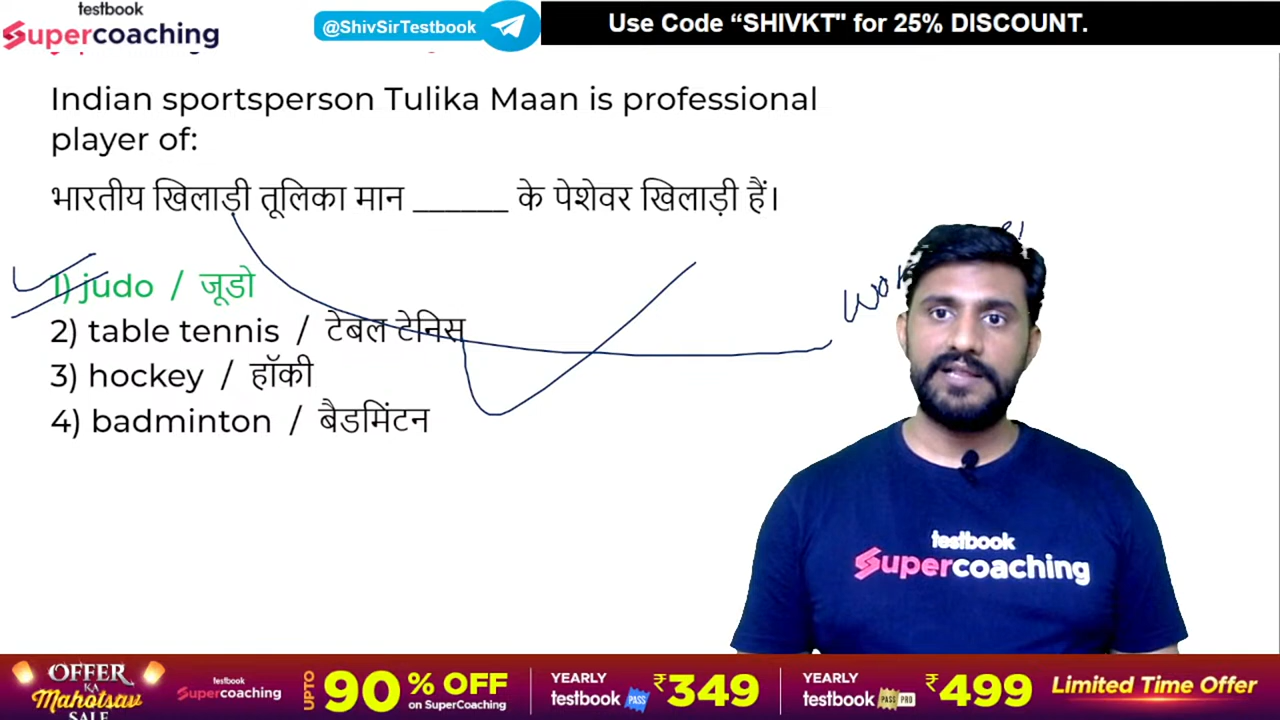 testbook
Supercoaching
@ShivSirTestbook
Use Code “SHIVKT" for 25% DISCOUNT.
Indian sportsperson Tulika Maan is professional
player of:
भारतीय खिलाड़ी तूलिका मान ______ के पेशेवर खिलाड़ी हैं।
1) judo / जूडो
2) table tennis / टेबल टेनिस
3) hockey / हॉकी
4) badminton / बैडमिंटन
testbook
Supercoaching
OFFER
KA
Mahotsav
SALE
testbook
Supercoaching
UPTO
90% OFF
on SuperCoaching
YEARLY
testbook PASS
₹349
YEARLY
testbook PASS PRO
₹499
Limited Time Offer